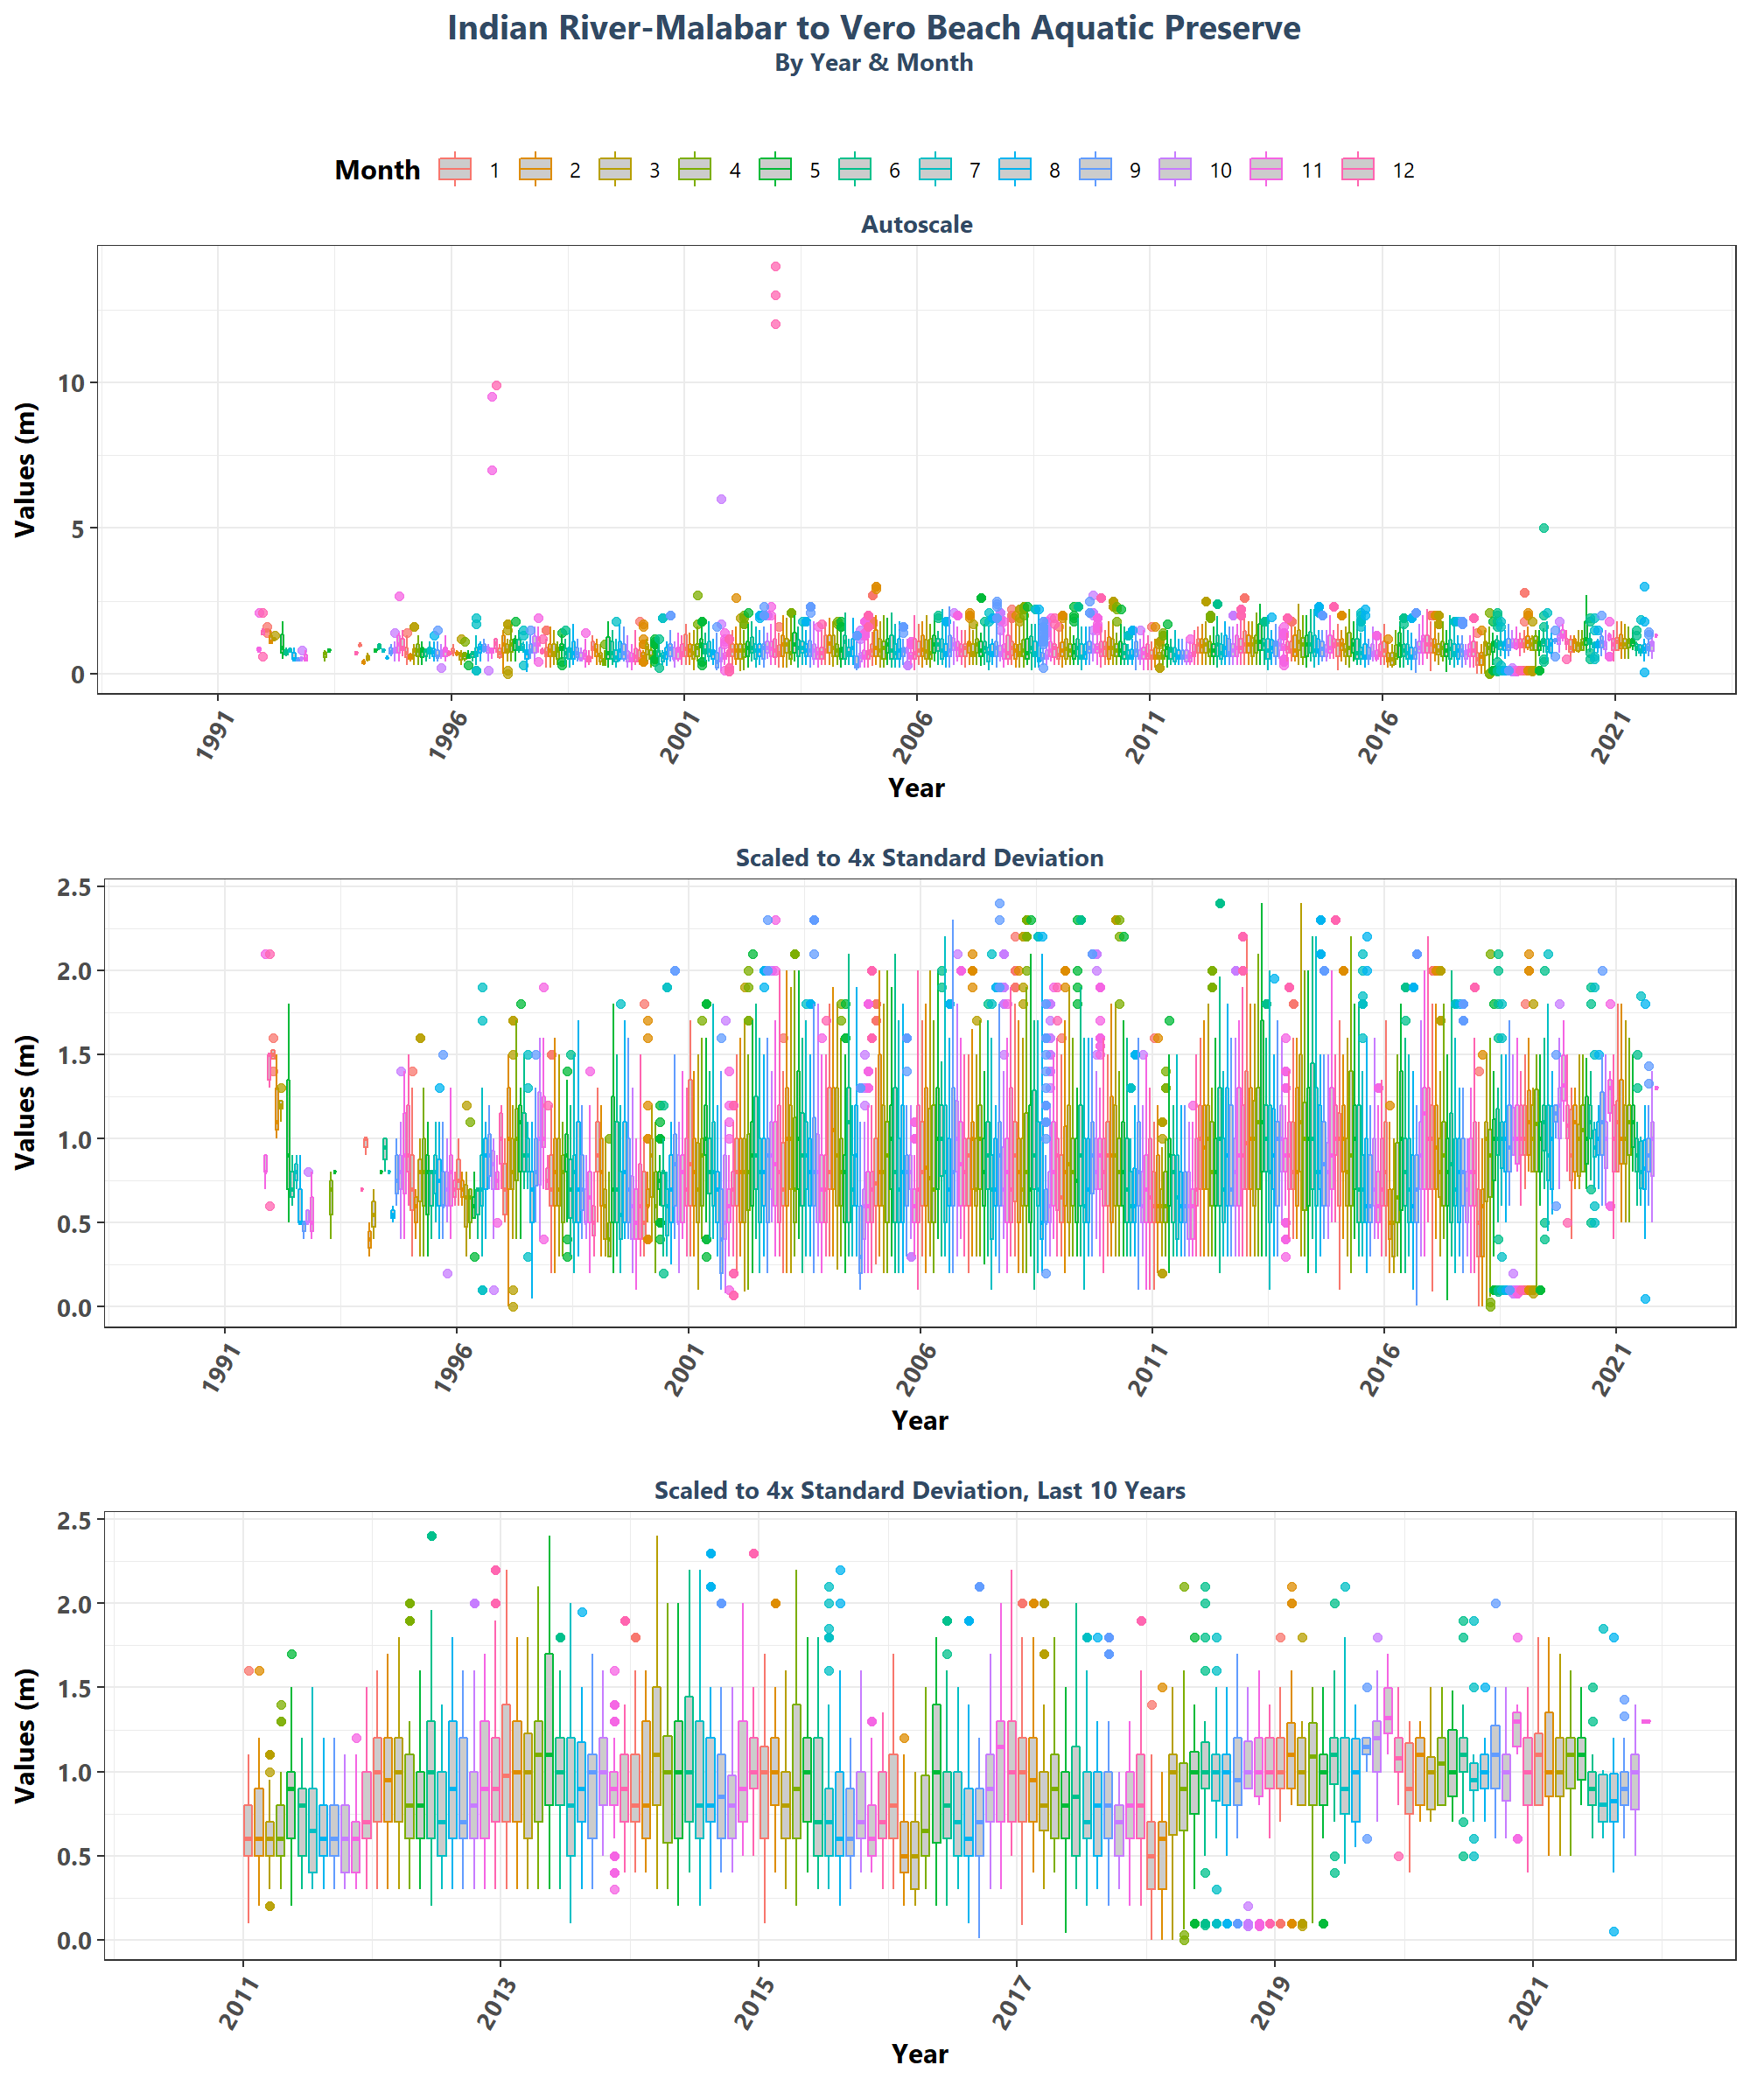 Indian River-Malabar to Vero Beach Aquatic Preserve
By Year & Month
Month 1 2 3 4 5 6 7 8 9 10 11 12
Autoscale
Values (m)
10
5
0
1991 1996 2001 2006 2011 2016 2021
Year
Scaled to 4x Standard Deviation
Values (m)
2.5
2.0
1.5
1.0
0.5
0.0
1991 1996 2001 2006 2011 2016 2021
Year
Scaled to 4x Standard Deviation, Last 10 Years
Values (m)
2.5
2.0
1.5
1.0
0.5
0.0
2011 2013 2015 2017 2019 2021
Year